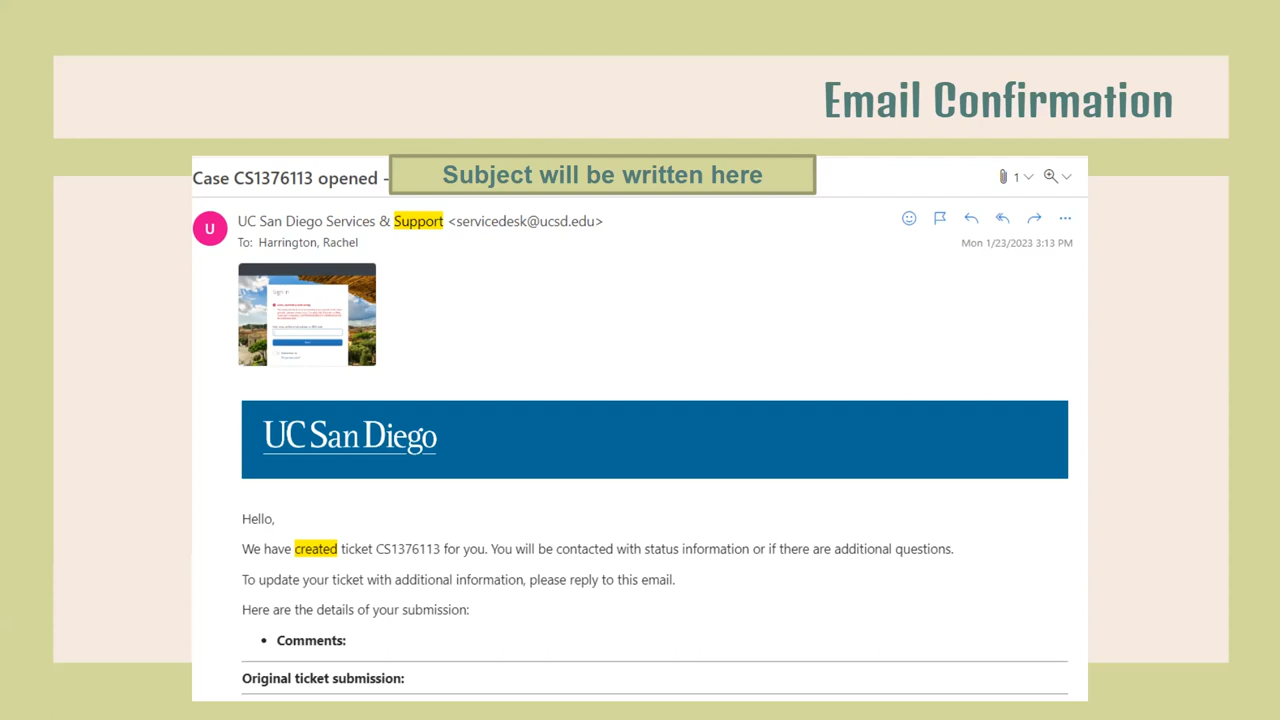 Email Confirmation
Case CS1376113 opened -
Subject will be written here
1
U
UC San Diego Services & Support <servicedesk@ucsd.edu>
To: Harrington, Rachel
Mon 1/23/2023 3:13 PM
Sign in
UC San Diego
Hello,
We have created ticket CS1376113 for you. You will be contacted with status information or if there are additional questions.
To update your ticket with additional information, please reply to this email.
Here are the details of your submission:
• Comments:
Original ticket submission: